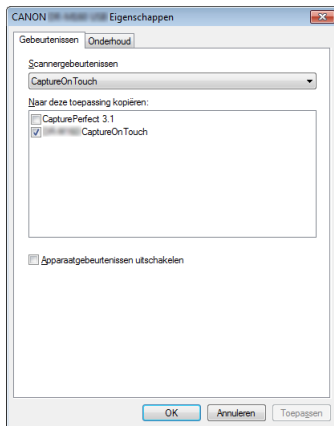 CANON Eigenschappen
Gebeurtenissen Onderhoud
Scannergebeurtenissen
CaptureOnTouch
Naar deze toepassing kopiëren:
CapturePerfect 3.1
CaptureOnTouch
Apparaatgebeurtenissen uitschakelen
OK Annuleren Toepassen